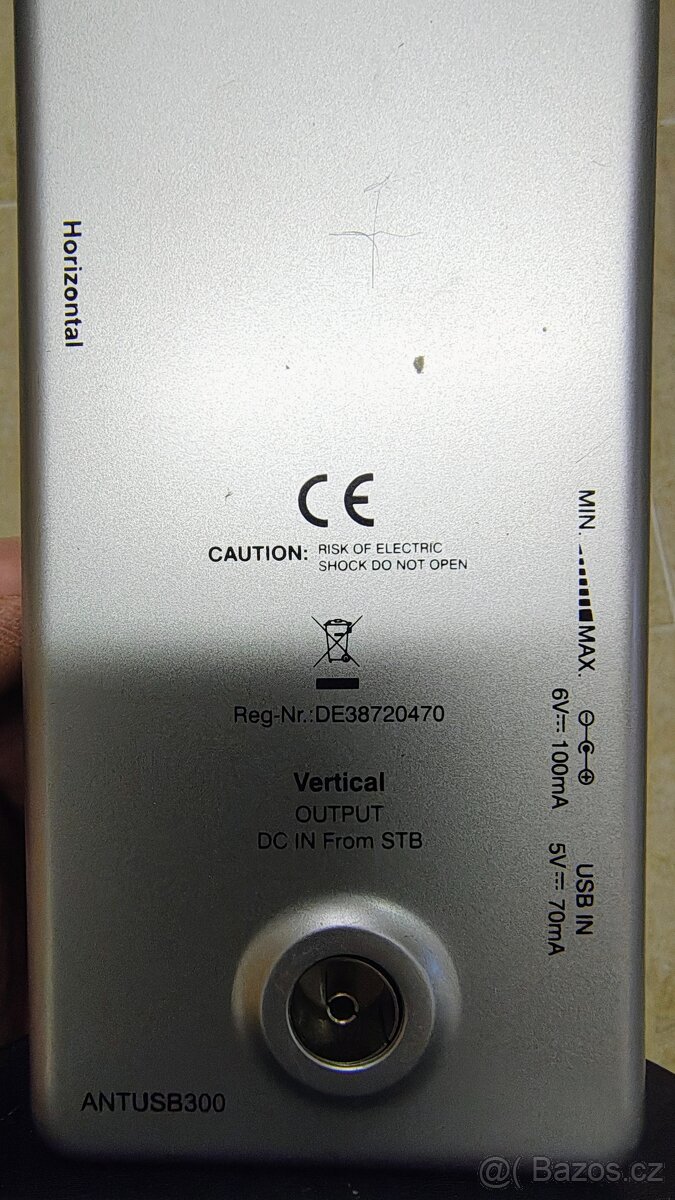 Horizontal
CE
CAUTION: RISK OF ELECTRIC
SHOCK DO NOT OPEN
MIN. MAX.
6V 100mA
USB IN
5V 70mA
Reg-Nr.:DE38720470
Vertical
OUTPUT
DC IN From STB
ANTUSB300
@( Bazos.cz